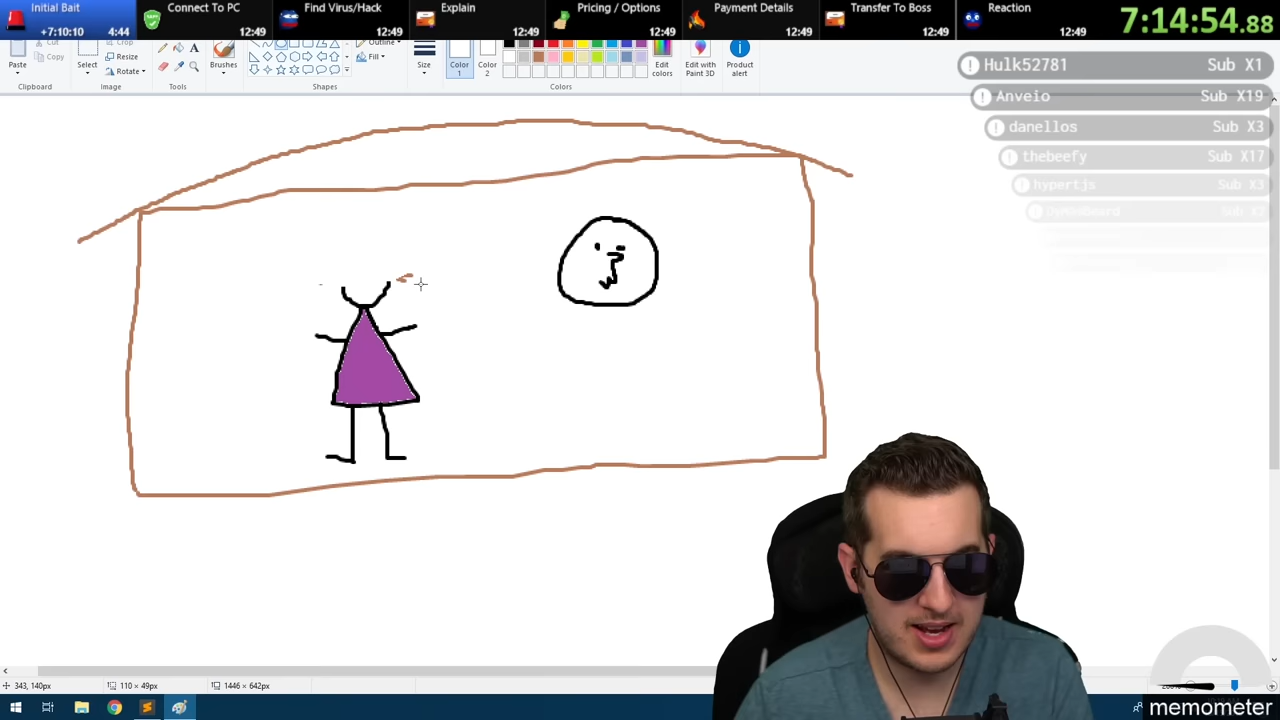 Initial Bait
+7:10:10 4:44
Connect To PC
12:49
Find Virus/Hack
12:49
Explain
12:49
Pricing / Options
12:49
Payment Details
12:49
Transfer To Boss
12:49
Reaction
12:49
7:14:54.88
Paste
Cut
Copy
Clipboard
Select
Crop
Resize
Rotate
Image
A
Tools
Brushes
Outline
Fill
Shapes
Size
Color
1
Color
2
Edit
colors
Colors
Edit with
Paint 3D
Product
alert
Hulk52781 Sub X1
Anveio Sub X19
danellos Sub X3
thebeefy Sub X17
hypertjs Sub X3
343, 140px
110 × 49px
1446 × 642px
memometer